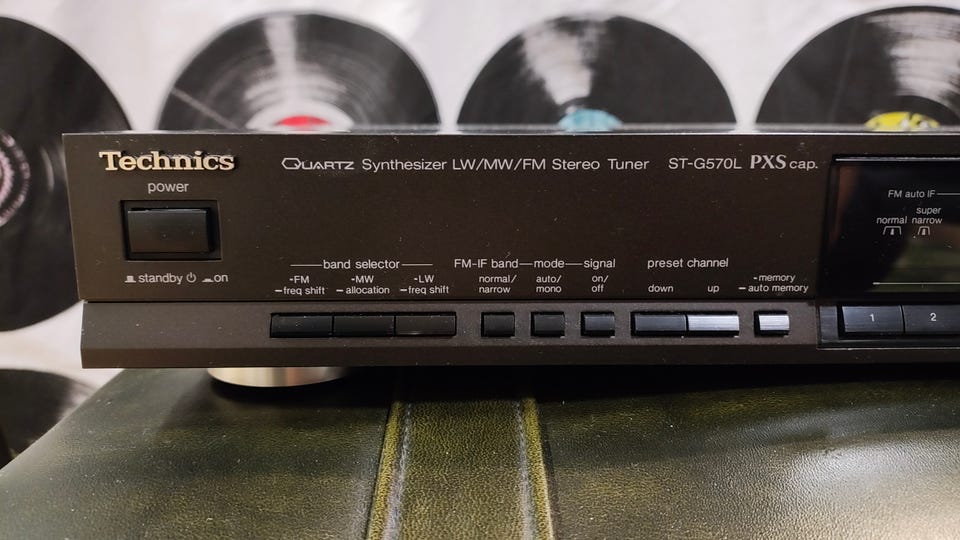 Technics
QUARTZ Synthesizer LW/MW/FM Stereo Tuner ST-G570L PXS cap.
power
standby on
band selector
-FM
-freq shift
-MW
-allocation
-LW
-freq shift
FM-IF band
normal/
narrow
mode
auto/
mono
signal
on/
off
preset channel
down up
-memory
-auto memory
FM auto IF
normal
super
narrow
1 2